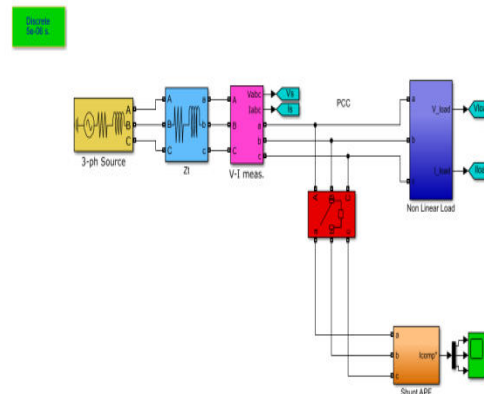 Discrete
5e-06 s.
Vabc
Iabc
Vs
Is
PCC
A
B
C
A
B
C
A
B
C
a
b
c
A
B
C
a
b
c
a
b
V_load
I_load
3-ph Source
Zt
V-I meas.
Non Linear Load
a
b
c
Icomp*
Shunt APF